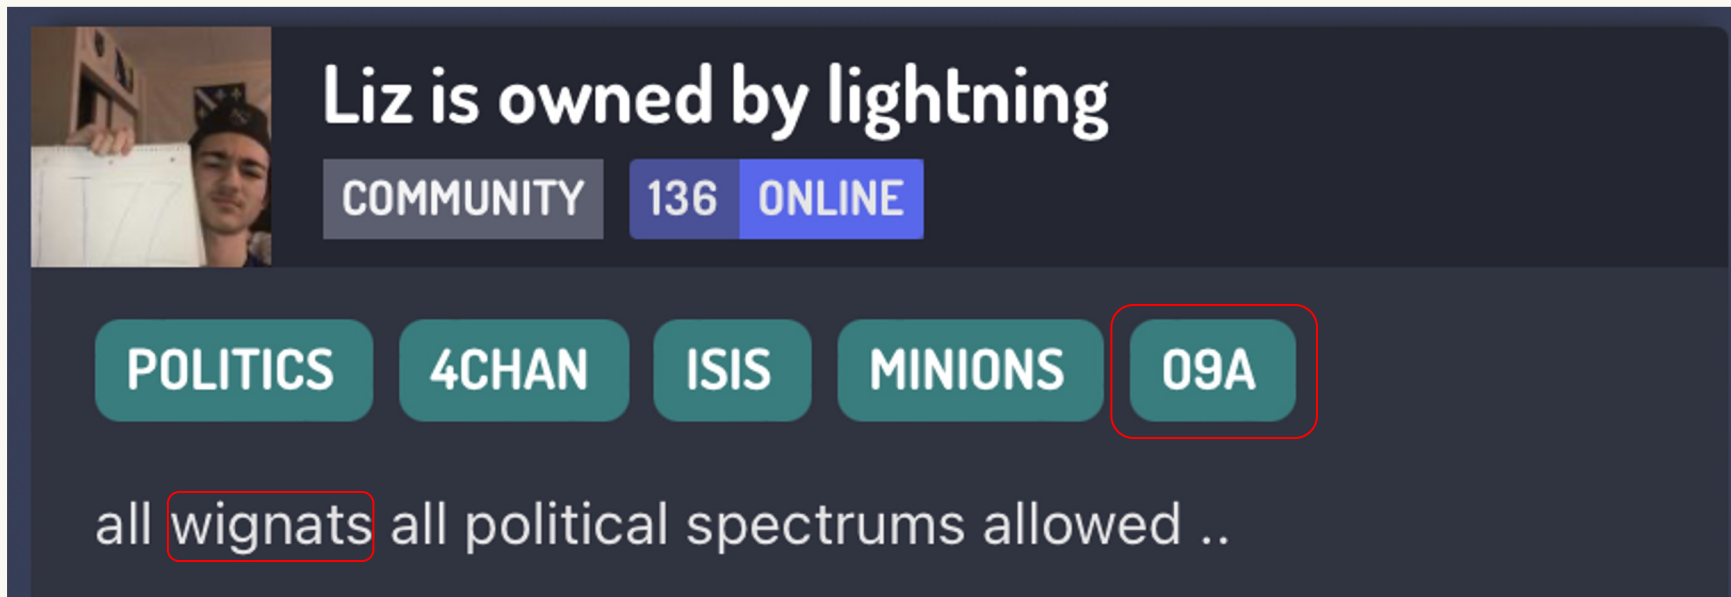 Liz is owned by lightning
COMMUNITY 136 ONLINE
POLITICS 4CHAN ISIS MINIONS O9A
all wignats all political spectrums allowed ..